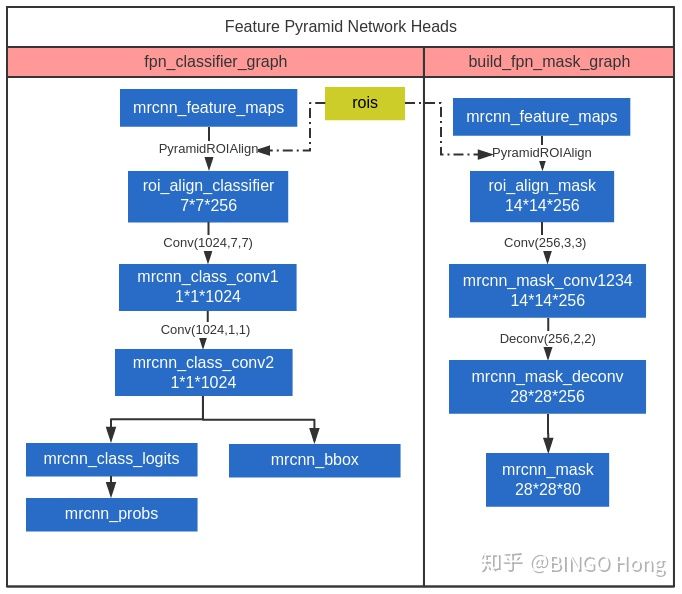 Feature Pyramid Network Heads
fpn_classifier_graph
build_fpn_mask_graph
mrcnn_feature_maps
rois
PyramidROIAlign
roi_align_classifier
7*7*256
Conv(1024,7,7)
mrcnn_class_conv1
1*1*1024
Conv(1024,1,1)
mrcnn_class_conv2
1*1*1024
mrcnn_class_logits
mrcnn_bbox
mrcnn_probs
mrcnn_feature_maps
PyramidROIAlign
roi_align_mask
14*14*256
Conv(256,3,3)
mrcnn_mask_conv1234
14*14*256
Deconv(256,2,2)
mrcnn_mask_deconv
28*28*256
mrcnn_mask
28*28*80
知乎 @BINGO Hong